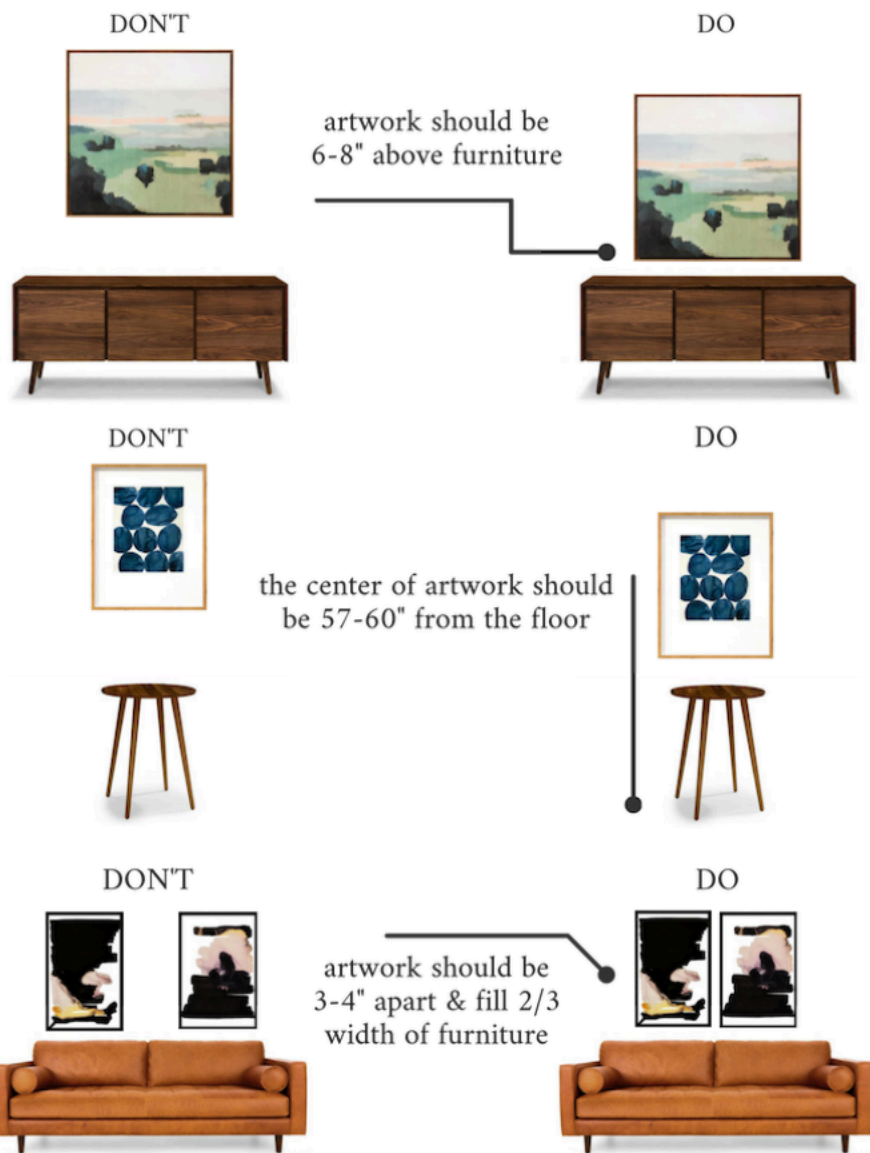 DON'T
DO
artwork should be
6-8" above furniture
DON'T
DO
the center of artwork should
be 57-60" from the floor
DON'T
DO
artwork should be
3-4" apart & fill 2/3
width of furniture